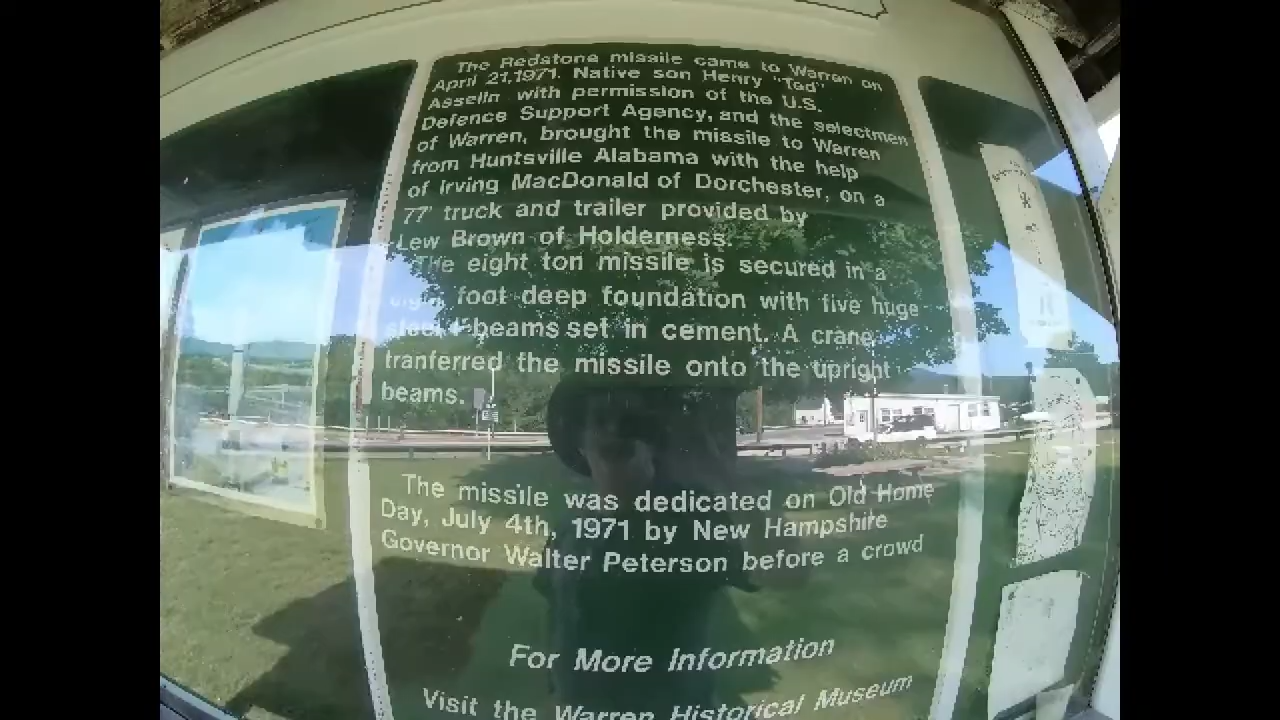 The Redstone missile came to Warren on
April 21,1971. Native son Henry "Ted"
Asselin with permission of the U.S.
Defence Support Agency, and the selectmen
of Warren, brought the missile to Warren
from Huntsville Alabama with the help
of Irving MacDonald of Dorchester, on a
77' truck and trailer provided by
Lew Brown of Holderness.
The eight ton missile is secured in a
eight foot deep foundation with five huge
steel I-beams set in cement. A crane
tranferred the missile onto the upright
beams.
The missile was dedicated on Old Home
Day, July 4th, 1971 by New Hampshire
Governor Walter Peterson before a crowd
For More Information
Visit the Warren Historical Museum